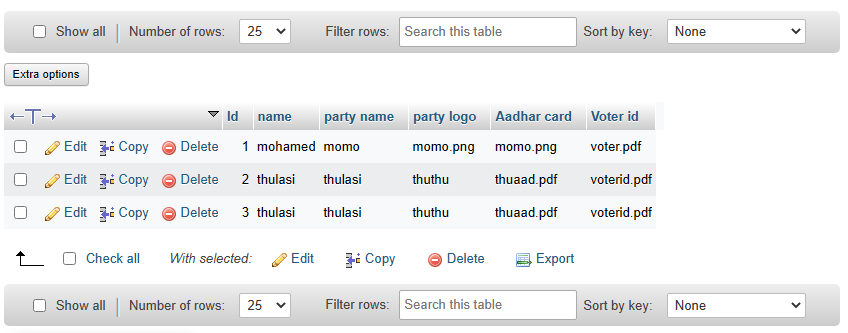 Show all Number of rows: 25 Filter rows: Search this table Sort by key: None
Extra options
Id name party name party logo Aadhar card Voter id
Edit Copy Delete 1 mohamed momo momo.png momo.png voter.pdf
Edit Copy Delete 2 thulasi thulasi thuthu thuaad.pdf voterid.pdf
Edit Copy Delete 3 thulasi thulasi thuthu thuaad.pdf voterid.pdf
Check all With selected: Edit Copy Delete Export
Show all Number of rows: 25 Filter rows: Search this table Sort by key: None